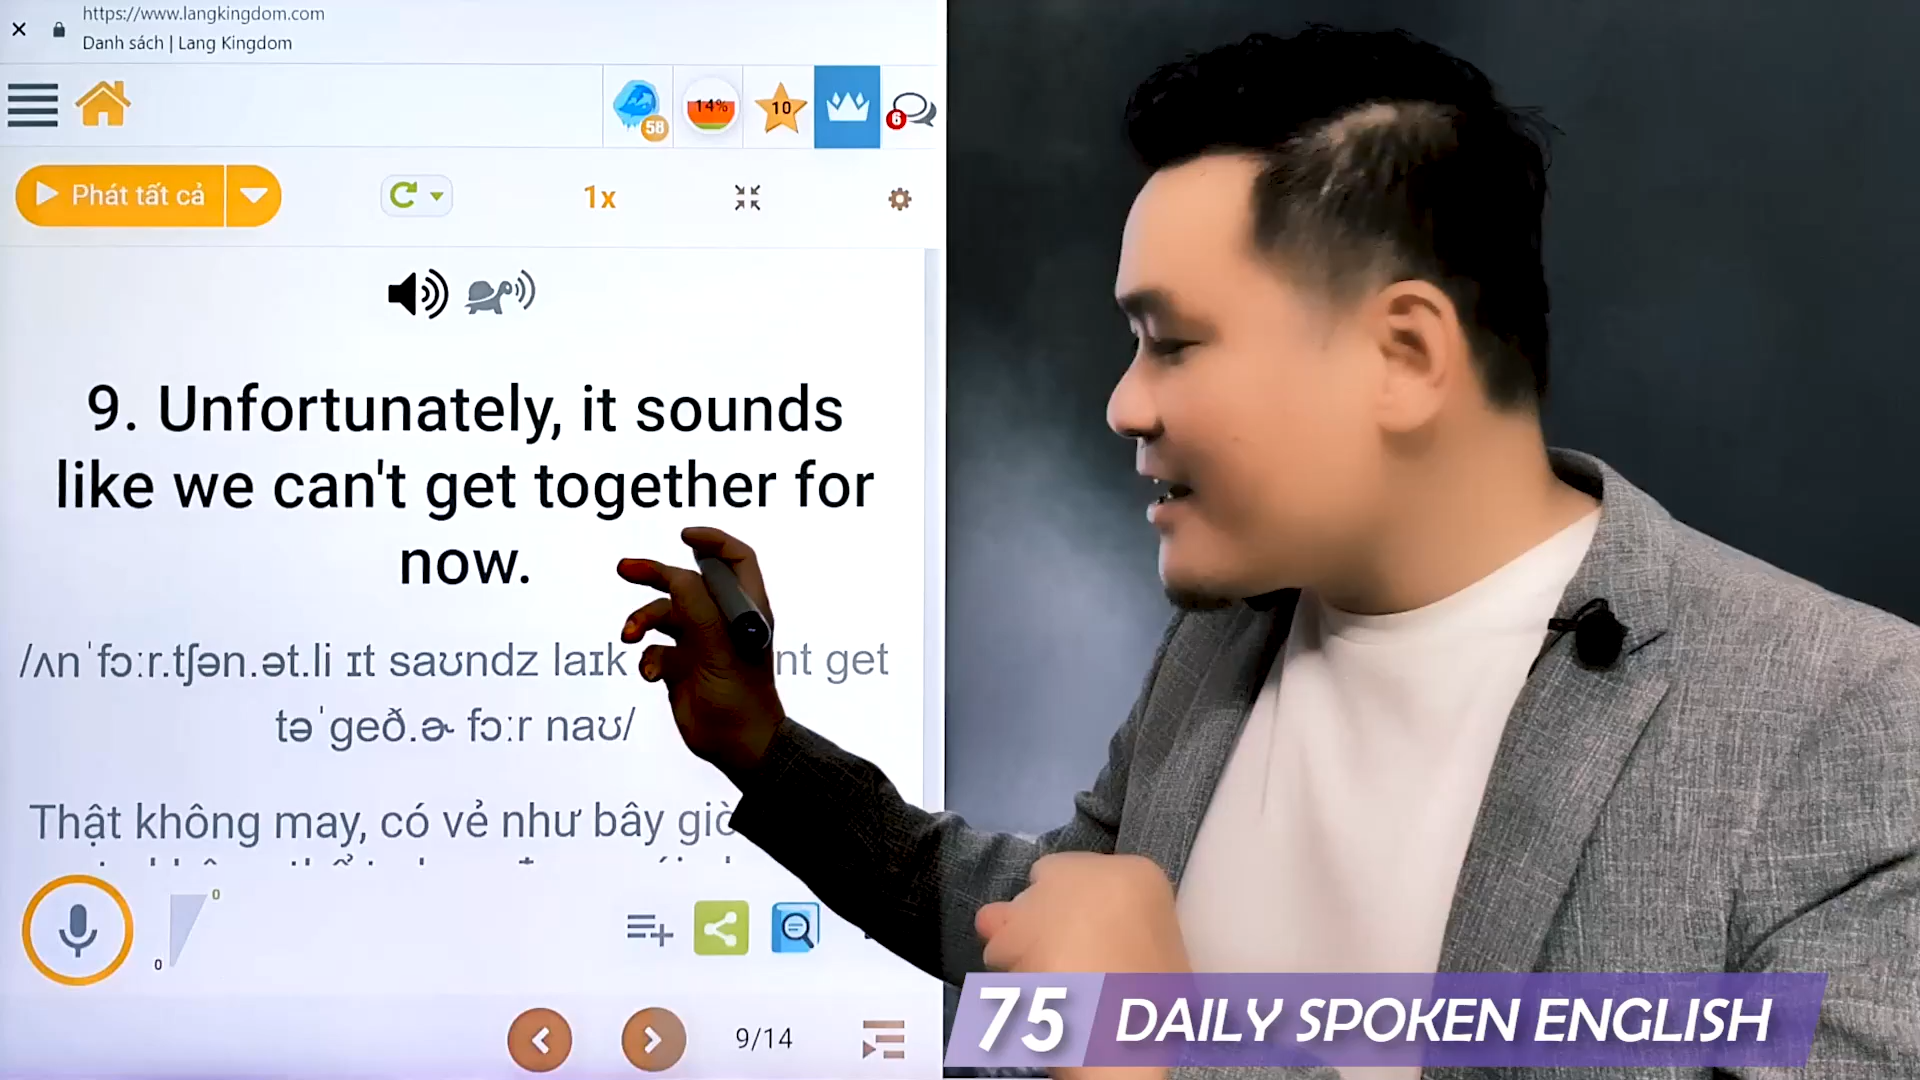 https://www.langkingdom.com
Danh sách | Lang Kingdom
58
14%
10
6
Phát tất cả
1x
9. Unfortunately, it sounds
like we can't get together for
now.
/ʌnˈfɔːr.tʃən.ət.li ɪt saʊndz laɪk nt get
təˈgeð.ɚ fɔːr naʊ/
Thật không may, có vẻ như bây giờ
0
0
9/14
75 DAILY SPOKEN ENGLISH